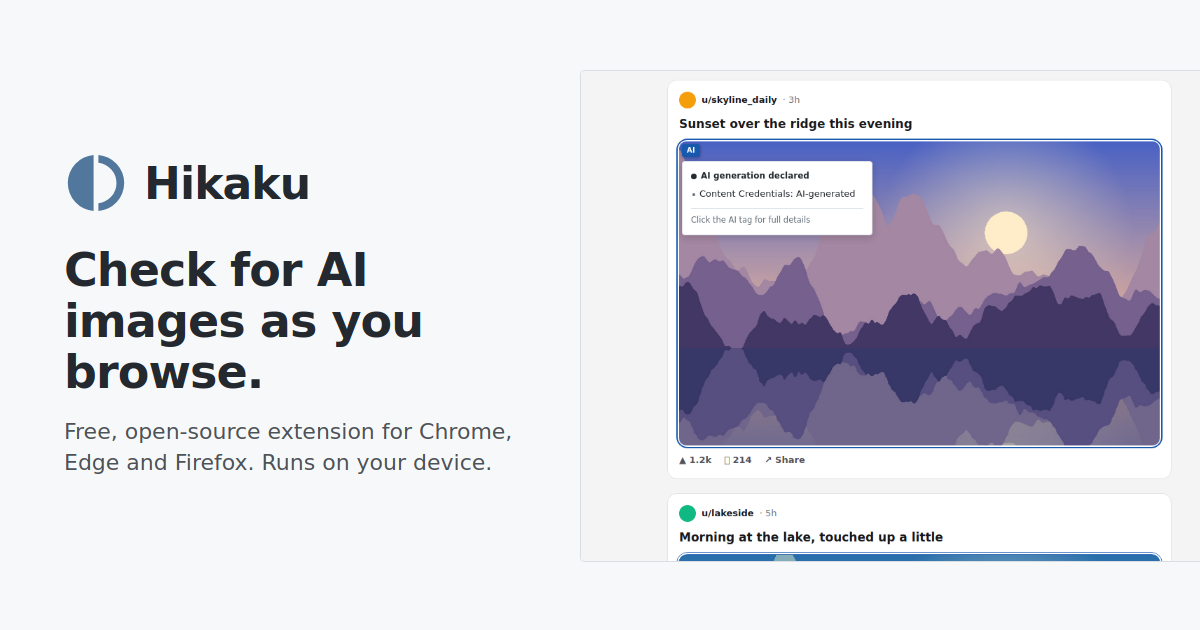 Hikaku
Check for AI
images as you
browse.
Free, open-source extension for Chrome,
Edge and Firefox. Runs on your device.
u/skyline_daily · 3h
Sunset over the ridge this evening
AI
AI generation declared
Content Credentials: AI-generated
Click the AI tag for full details
▲ 1.2k 214 ↗ Share
u/lakeside · 5h
Morning at the lake, touched up a little